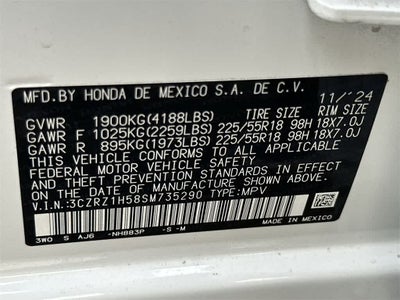 MFD.BY HONDA DE MEXICO S.A. DE C.V. 11/'24
GVWR 1900KG(4188LBS) TIRE SIZE RIM SIZE
GAWR F 1025KG(2259LBS) 225/55R18 98H 18X7.0J
GAWR R 895KG(1973LBS) 225/55R18 98H 18X7.0J
THIS VEHICLE CONFORMS TO ALL APPLICABLE
FEDERAL MOTOR VEHICLE SAFETY AND THEFT PREVENTION
STANDARDS IN EFFECT ON THE DATE OF MANUFACTURE SHOWN ABOVE.
V.I.N.:3CZRZ1H58SM735290 TYPE:MPV
3WO S AJ6 -NH883P -S -M MADE IN MEXICO